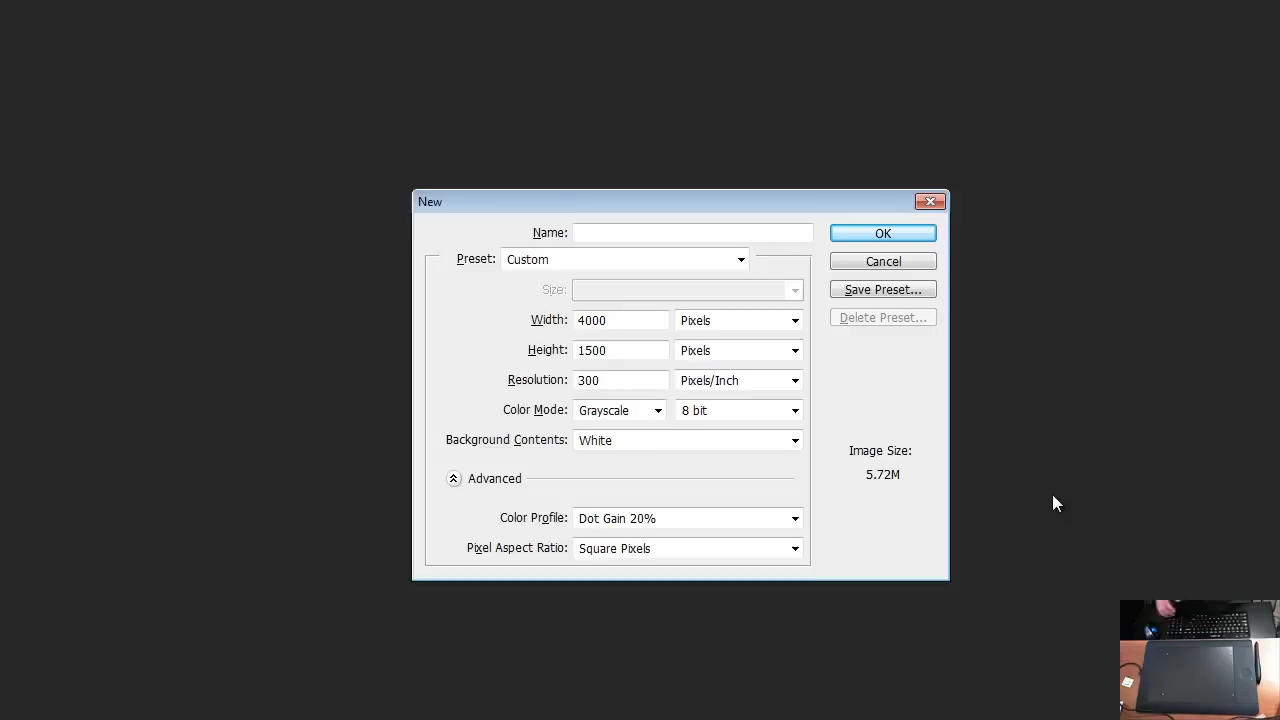 New
Name:
OK
Preset: Custom
Cancel
Size:
Save Preset...
Width: 4000 Pixels
Delete Preset...
Height: 1500 Pixels
Resolution: 300 Pixels/Inch
Color Mode: Grayscale 8 bit
Background Contents: White
Image Size:
5.72M
Advanced
Color Profile: Dot Gain 20%
Pixel Aspect Ratio: Square Pixels